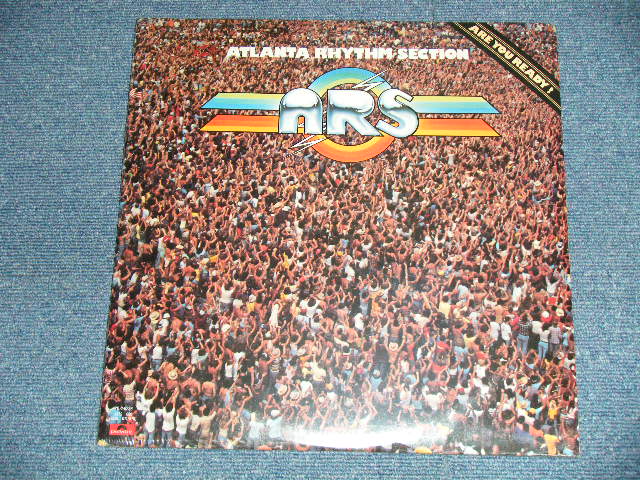 ATLANTA RHYTHM SECTION
ARE YOU READY!
ARS